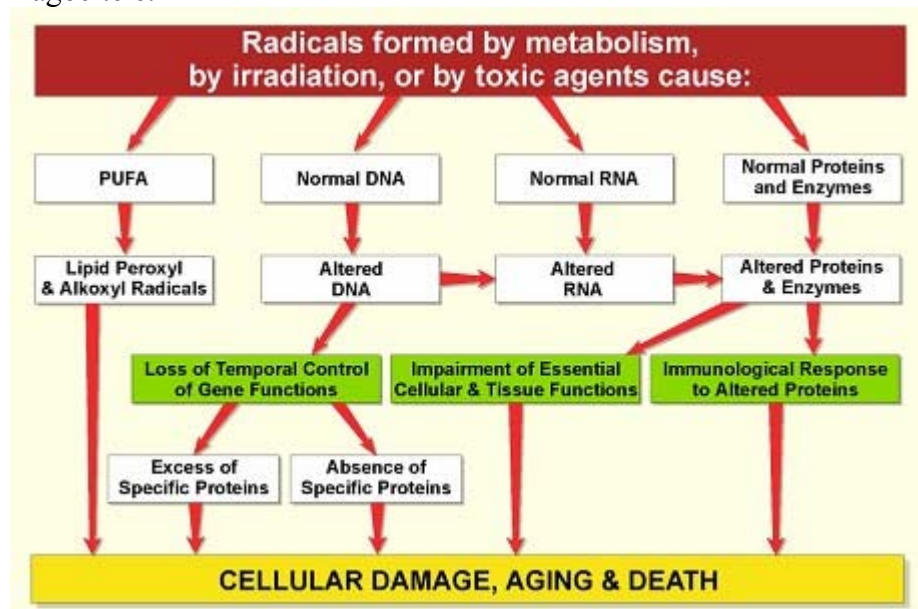 Radicals formed by metabolism,
by irradiation, or by toxic agents cause:
PUFA
Normal DNA
Normal RNA
Normal Proteins
and Enzymes
Lipid Peroxyl
& Alkoxyl Radicals
Altered
DNA
Altered
RNA
Altered Proteins
& Enzymes
Loss of Temporal Control
of Gene Functions
Impairment of Essential
Cellular & Tissue Functions
Immunological Response
to Altered Proteins
Excess of
Specific Proteins
Absence of
Specific Proteins
CELLULAR DAMAGE, AGING & DEATH